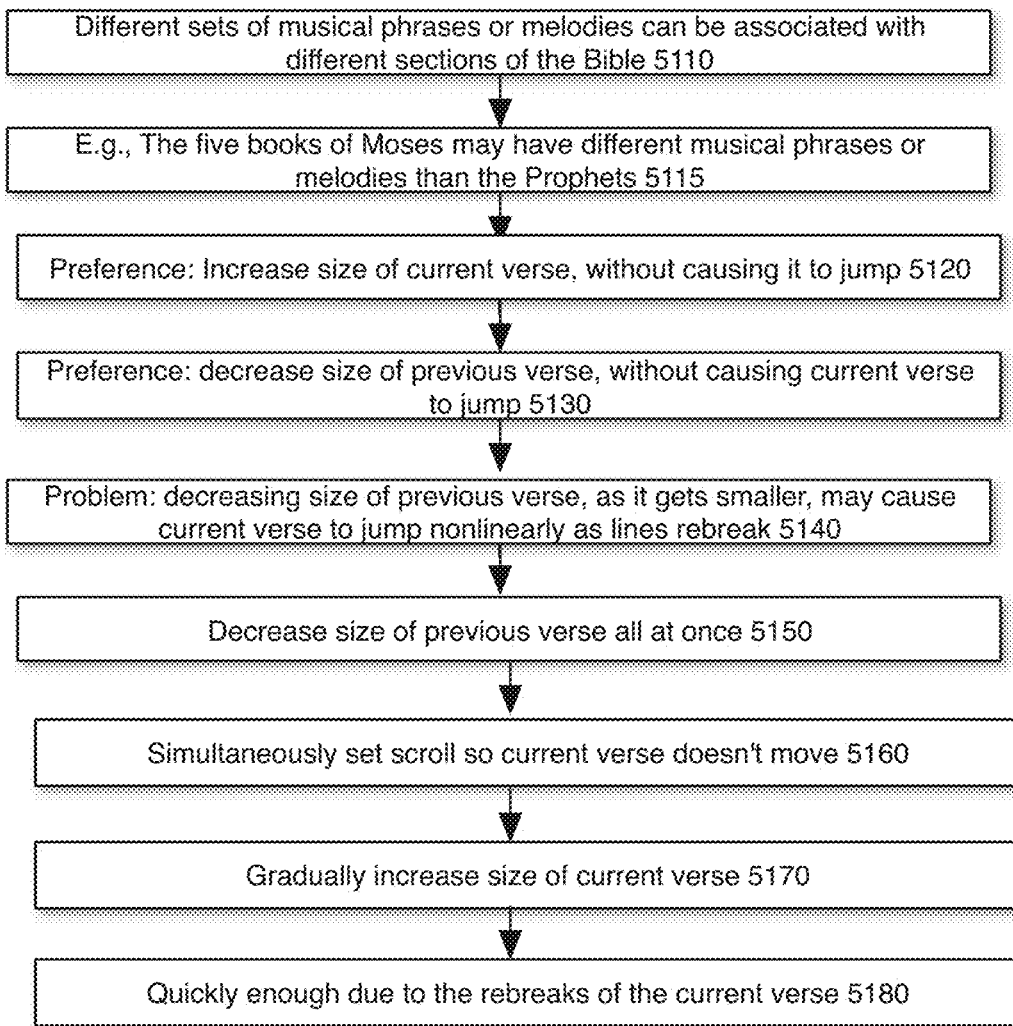 Different sets of musical phrases or melodies can be associated with
different sections of the Bible 5110
E.g., The five books of Moses may have different musical phrases or
melodies than the Prophets 5115
Preference: Increase size of current verse, without causing it to jump 5120
Preference: decrease size of previous verse, without causing current verse
to jump 5130
Problem: decreasing size of previous verse, as it gets smaller, may cause
current verse to jump nonlinearly as lines rebreak 5140
Decrease size of previous verse all at once 5150
Simultaneously set scroll so current verse doesn't move 5160
Gradually increase size of current verse 5170
Quickly enough due to the rebreaks of the current verse 5180